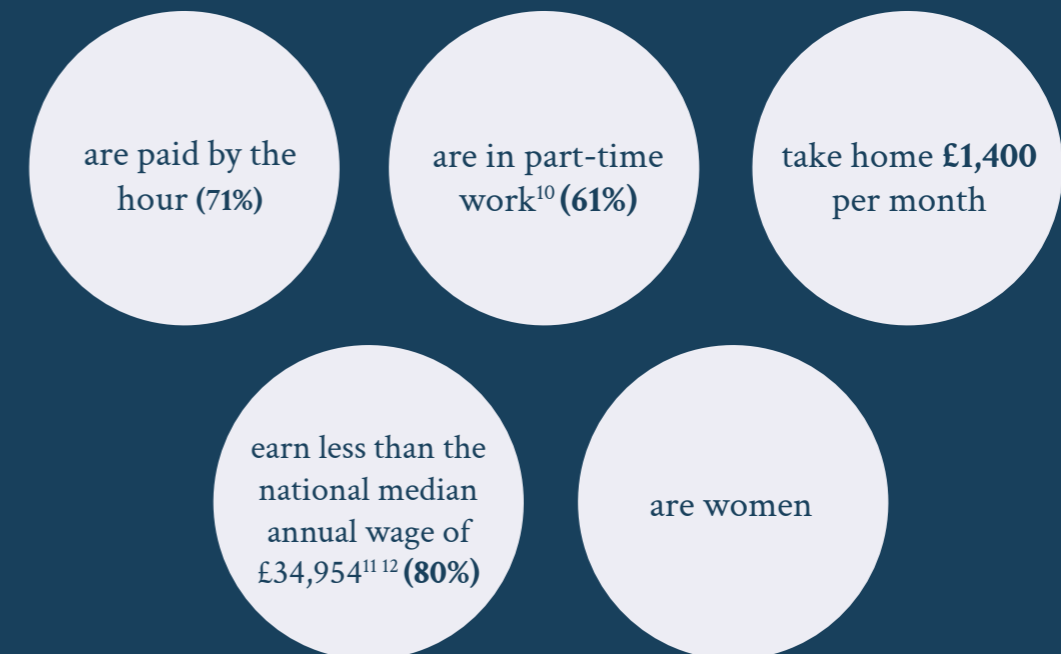 are paid by the
hour (71%)
are in part-time
work¹⁰ (61%)
take home £1,400
per month
earn less than the
national median
annual wage of
£34,954¹¹ ¹² (80%)
are women